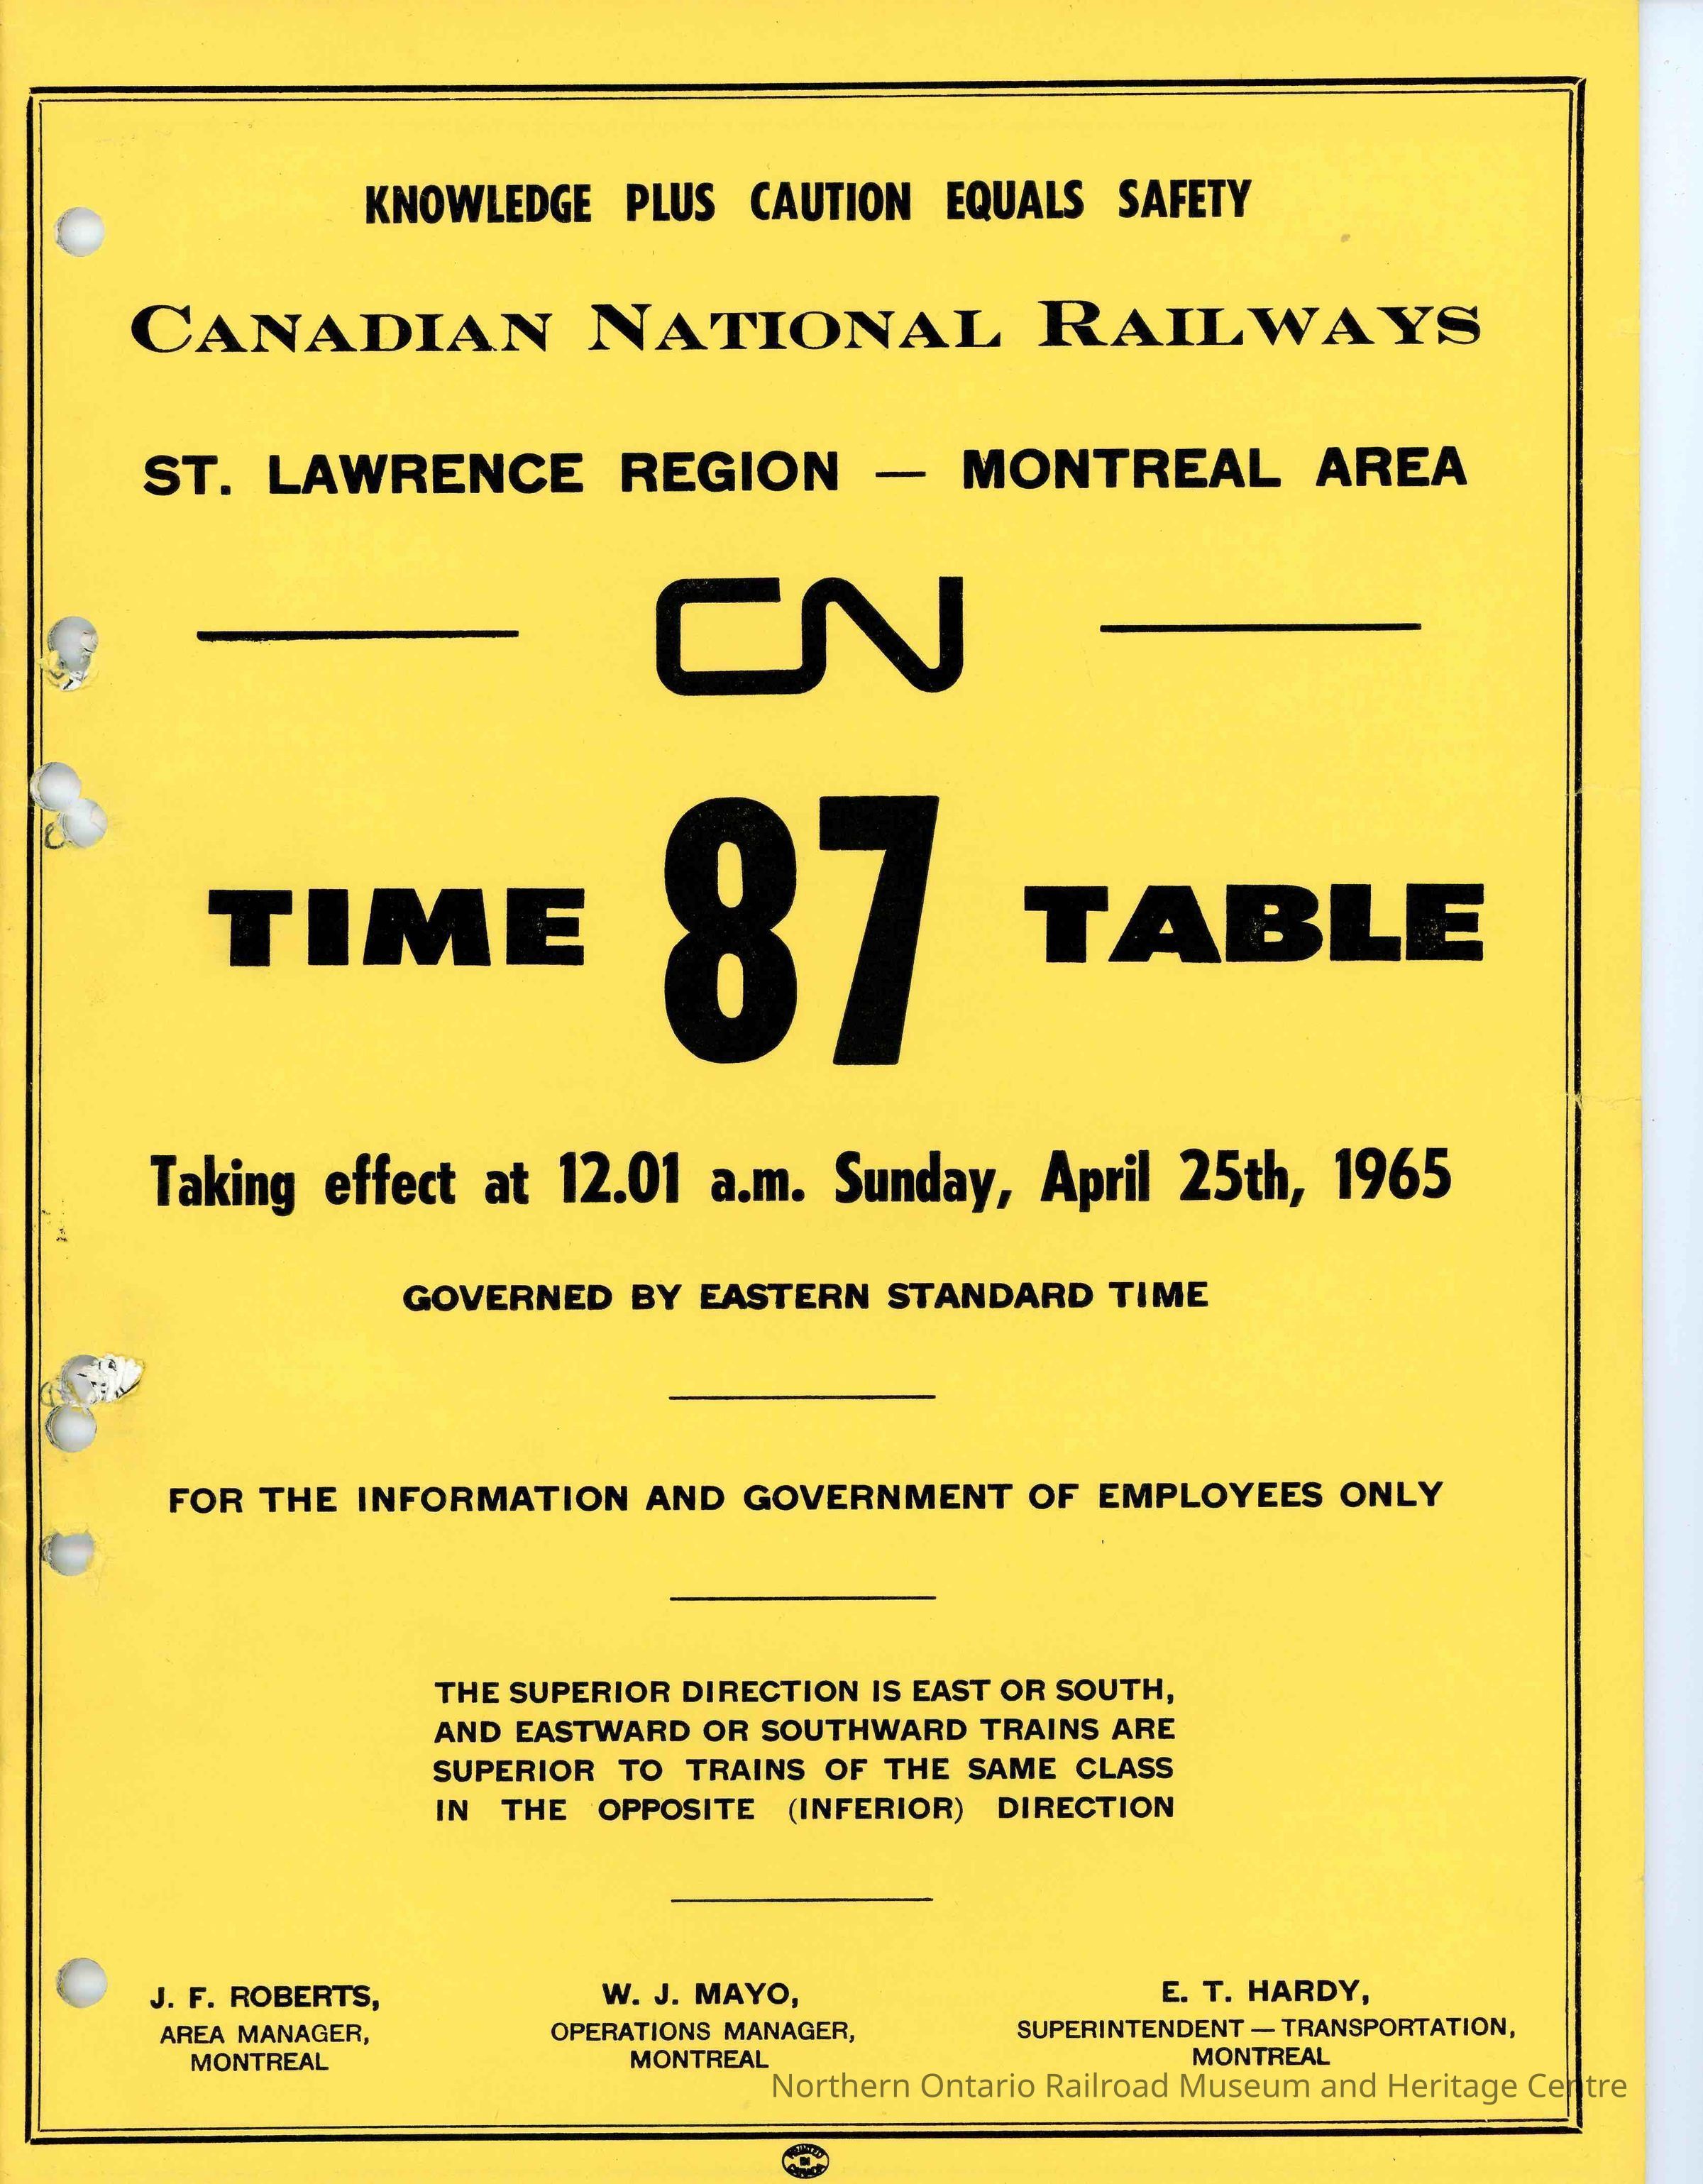 KNOWLEDGE PLUS CAUTION EQUALS SAFETY
CANADIAN NATIONAL RAILWAYS
ST. LAWRENCE REGION — MONTREAL AREA
CN
TIME 87 TABLE
Taking effect at 12.01 a.m. Sunday, April 25th, 1965
GOVERNED BY EASTERN STANDARD TIME
FOR THE INFORMATION AND GOVERNMENT OF EMPLOYEES ONLY
THE SUPERIOR DIRECTION IS EAST OR SOUTH,
AND EASTWARD OR SOUTHWARD TRAINS ARE
SUPERIOR TO TRAINS OF THE SAME CLASS
IN THE OPPOSITE (INFERIOR) DIRECTION
J. F. ROBERTS,
AREA MANAGER,
MONTREAL
W. J. MAYO,
OPERATIONS MANAGER,
MONTREAL
E. T. HARDY,
SUPERINTENDENT — TRANSPORTATION,
MONTREAL
Northern Ontario Railroad Museum and Heritage Centre
PRINTED
IN
CANADA